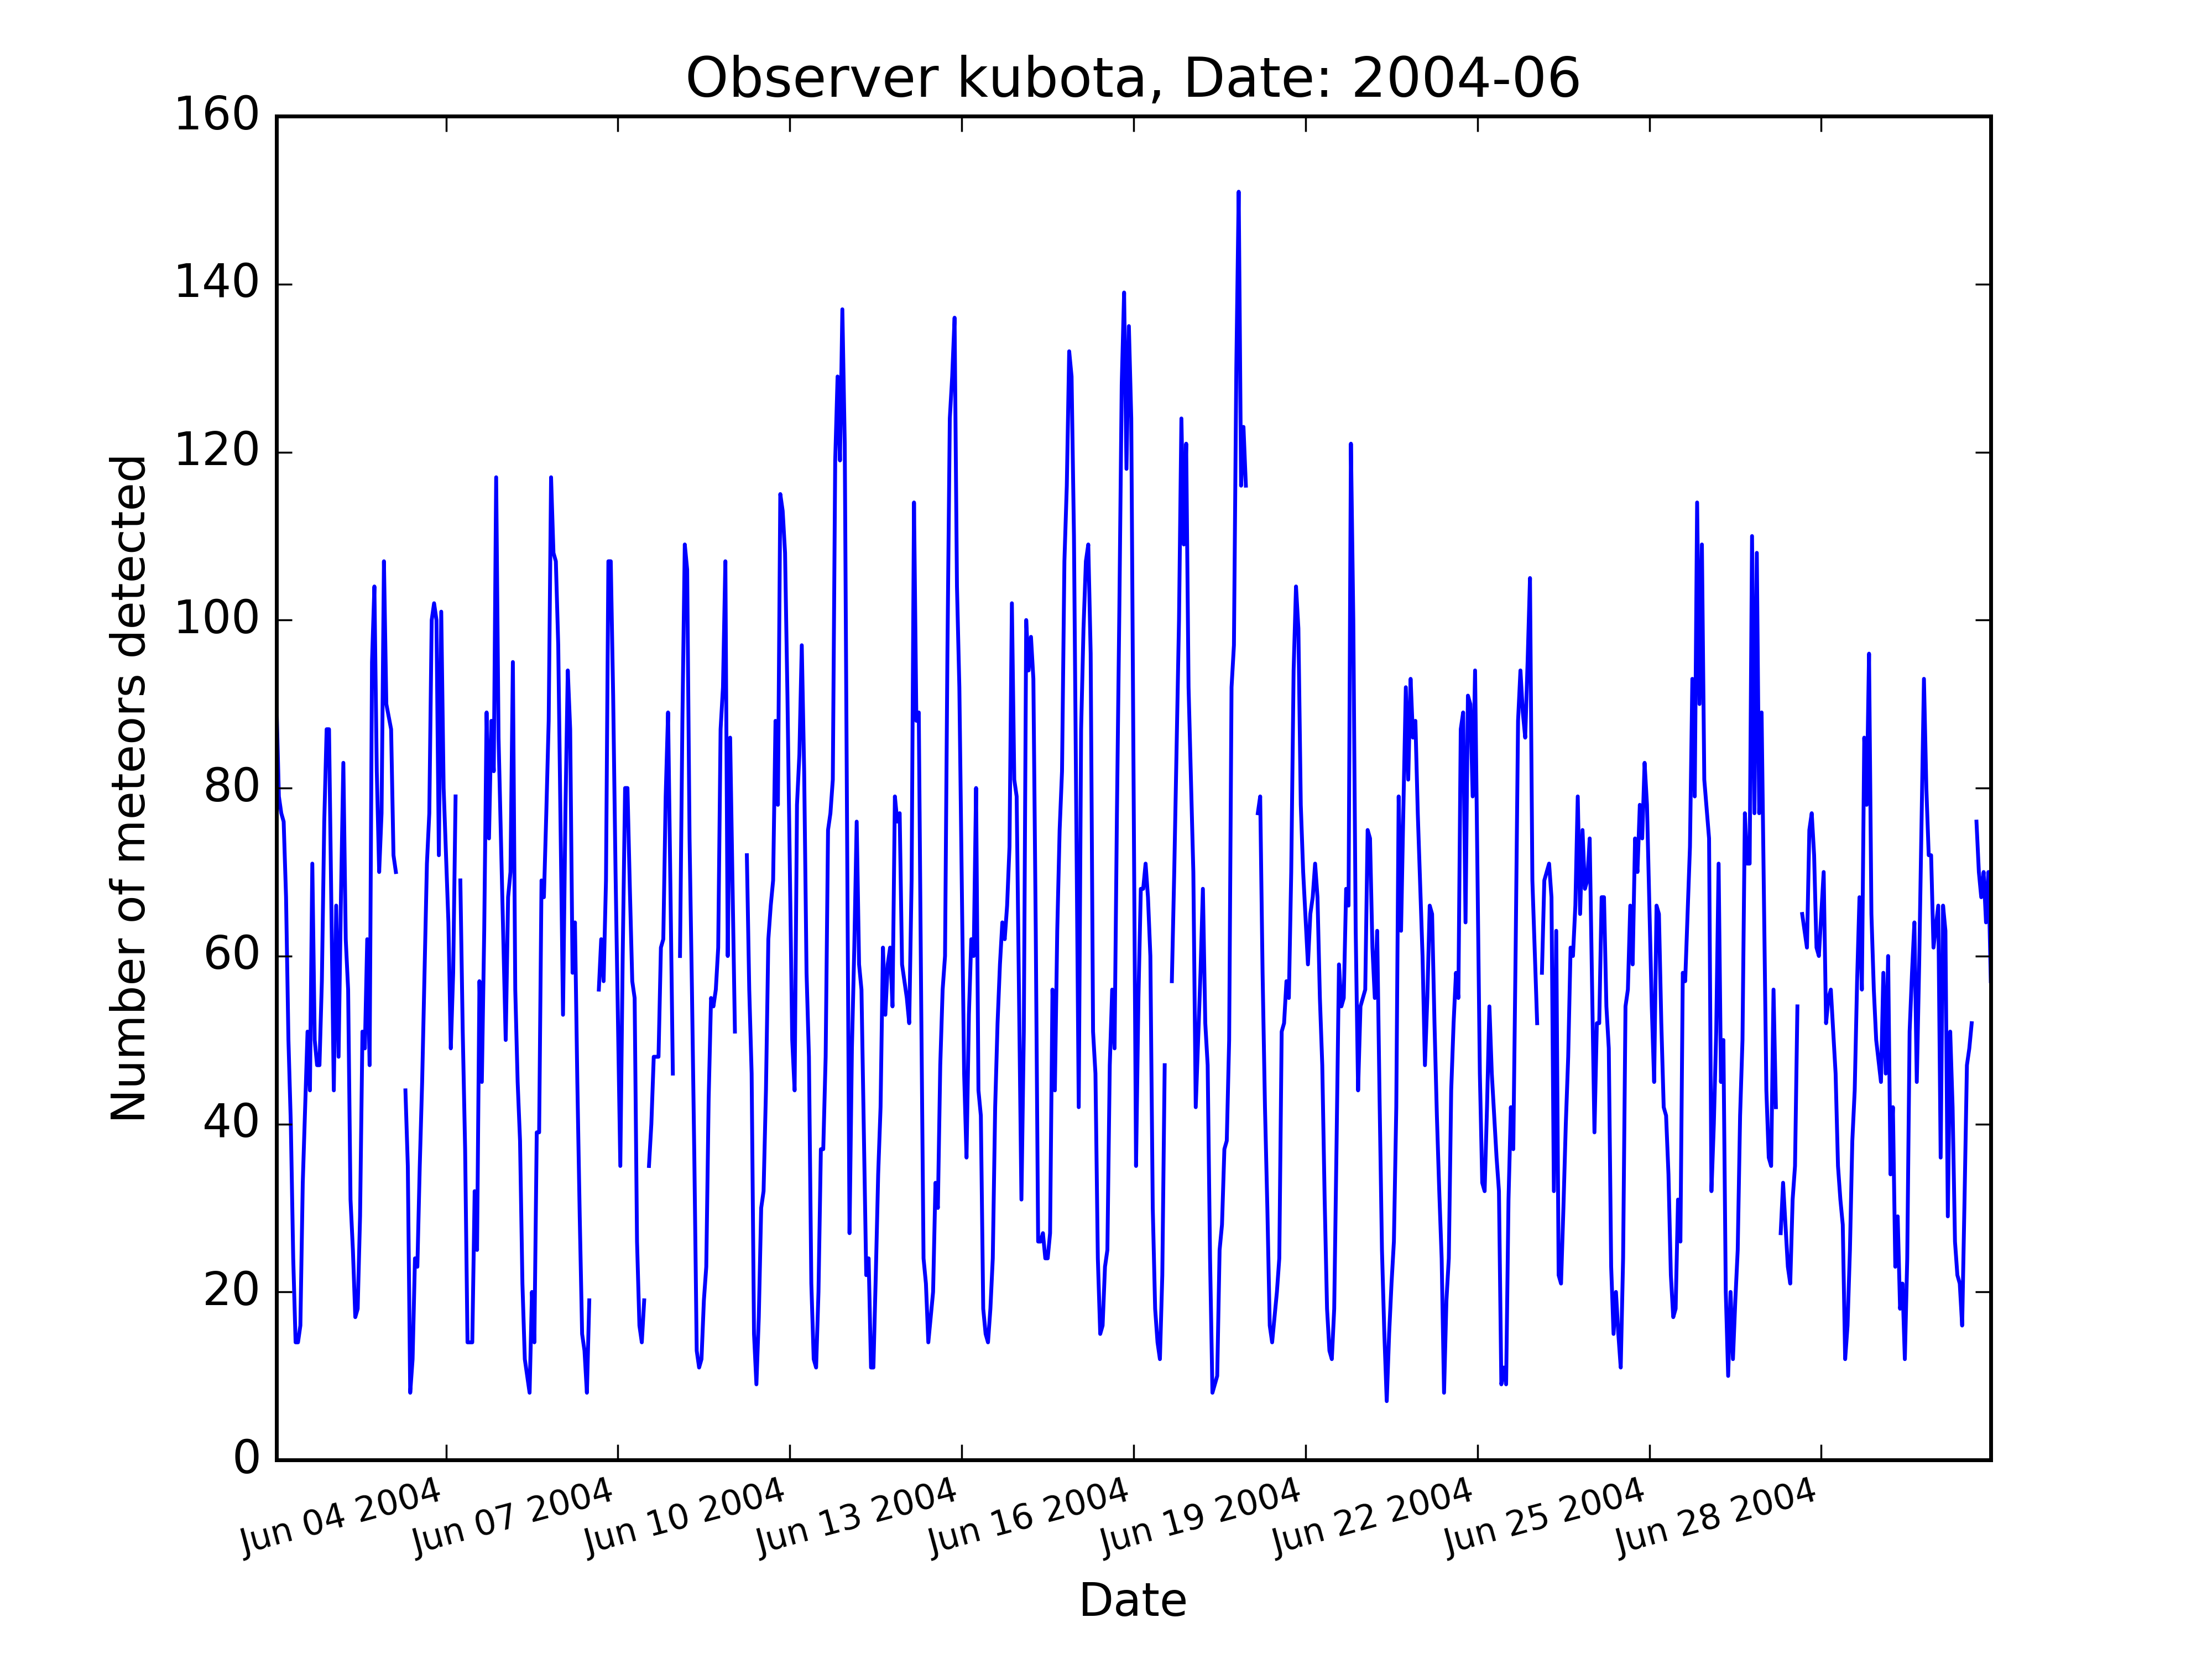 Observer kubota, Date: 2004-06
Number of meteors detected
160
140
120
100
80
60
40
20
0
Jun 04 2004
Jun 07 2004
Jun 10 2004
Jun 13 2004
Jun 16 2004
Jun 19 2004
Jun 22 2004
Jun 25 2004
Jun 28 2004
Date